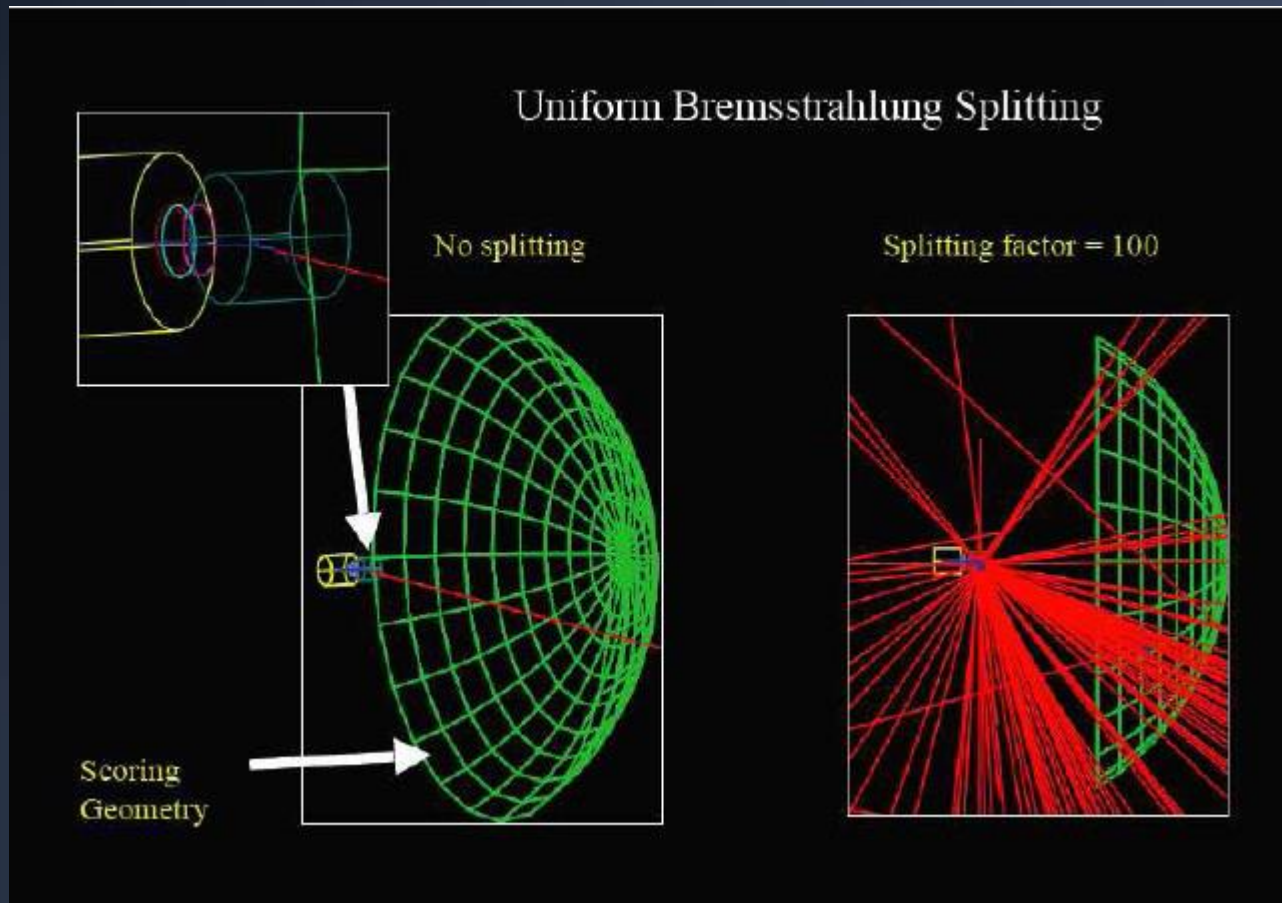 Uniform Bremsstrahlung Splitting
No splitting
Splitting factor = 100
Scoring
Geometry